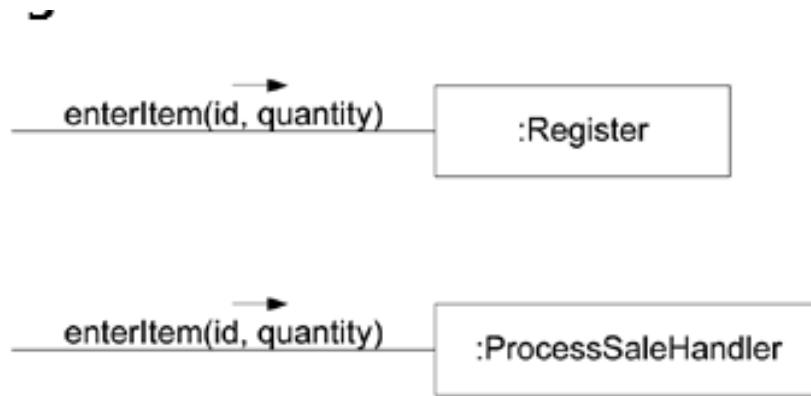 enterItem(id, quantity)
:Register
enterItem(id, quantity)
:ProcessSaleHandler